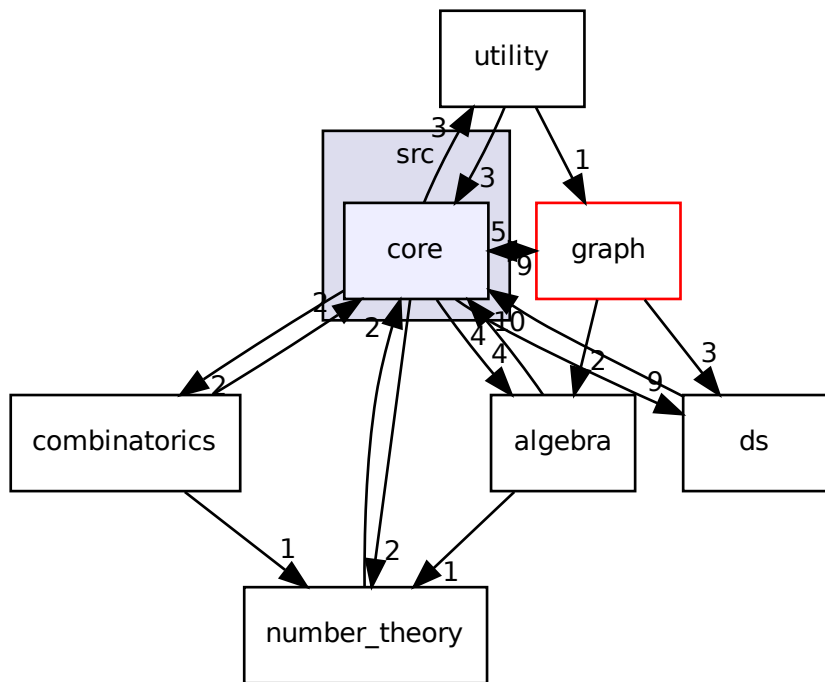 utility
3
src
3
1
core
5
9
graph
2
2
2
10
4
4
2
9
3
combinatorics
algebra
ds
1
2
1
number_theory